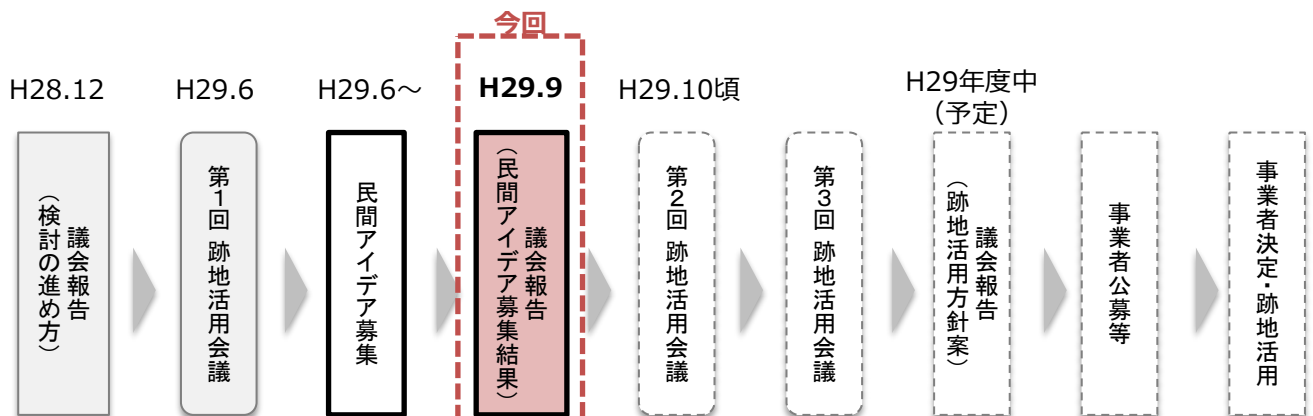 今回
H28.12
H29.6
H29.6~
H29.9
H29.10頃
H29年度中
（予定）
議会報告
（検討の進め方）
第1回 跡地活用会議
民間アイデア募集
議会報告
（民間アイデア募集結果）
第2回 跡地活用会議
第3回 跡地活用会議
議会報告
（跡地活用方針案）
事業者公募等
事業者決定・跡地活用